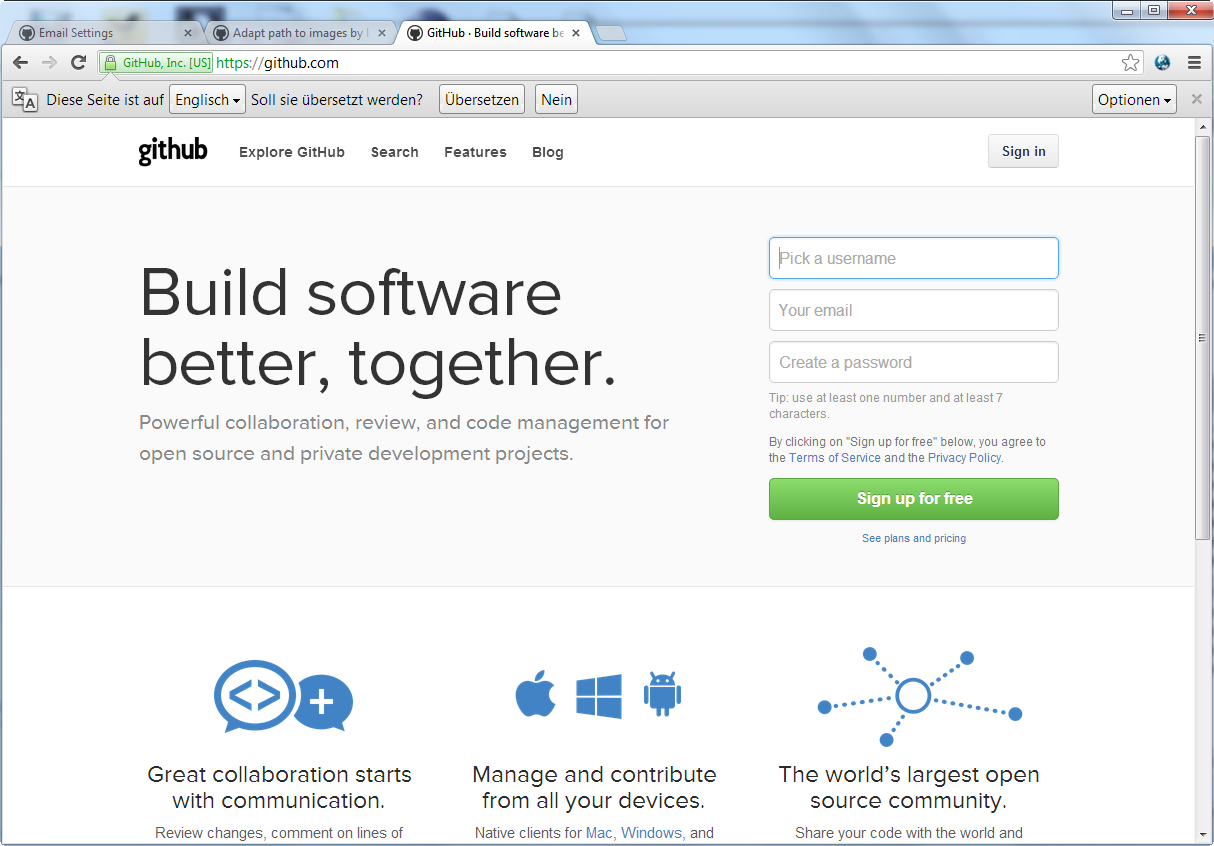 Email Settings
Adapt path to images by
GitHub · Build software be
GitHub, Inc. [US] https://github.com
Diese Seite ist auf Englisch Soll sie übersetzt werden? Übersetzen Nein Optionen
github Explore GitHub Search Features Blog Sign in
Build software
better, together.
Powerful collaboration, review, and code management for
open source and private development projects.
Pick a username
Your email
Create a password
Tip: use at least one number and at least 7
characters.
By clicking on "Sign up for free" below, you agree to
the Terms of Service and the Privacy Policy.
Sign up for free
See plans and pricing
Great collaboration starts
with communication.
Review changes, comment on lines of
Manage and contribute
from all your devices.
Native clients for Mac, Windows, and
The world's largest open
source community.
Share your code with the world and